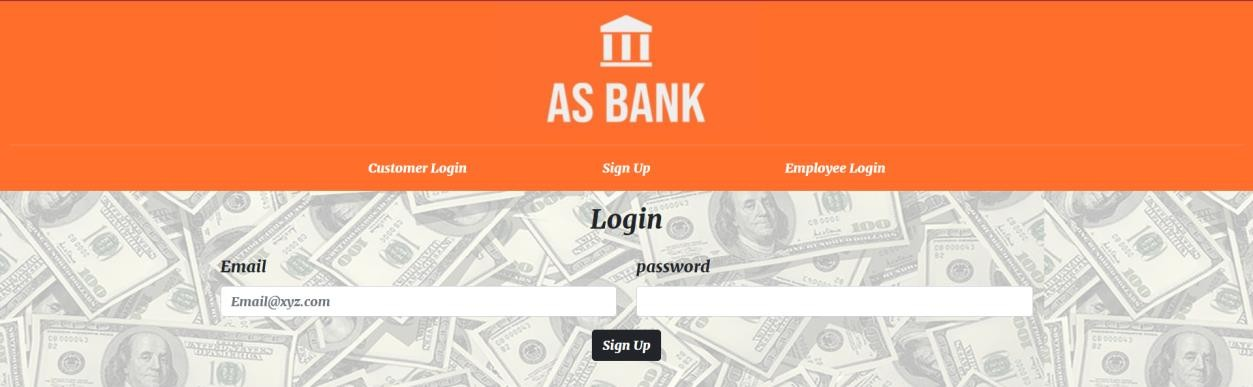 AS BANK
Customer Login Sign Up Employee Login
Login
Email password
Email@xyz.com
Sign Up